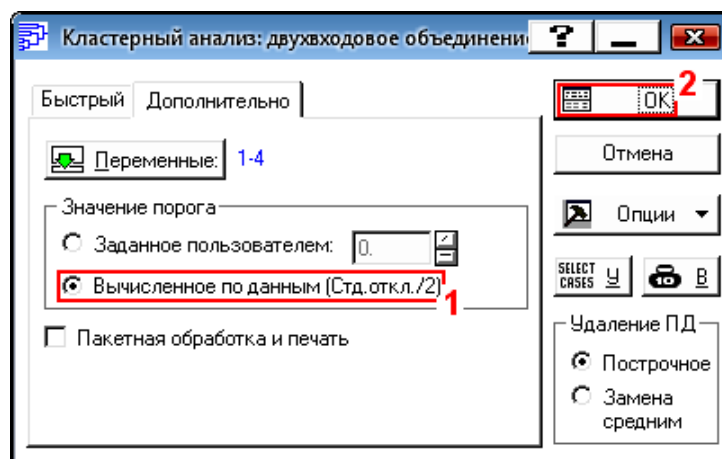 Кластерный анализ: двухвходовое объединени
?
Быстрый
Дополнительно
Переменные: 1-4
Значение порога
Заданное пользователем: 0.
Вычисленное по данным (Стд.откл./2)
1
Пакетная обработка и печать
2
OK
Отмена
Опции
SELECT CASES У
10 В
Удаление ПД
Построчное
Замена
средним